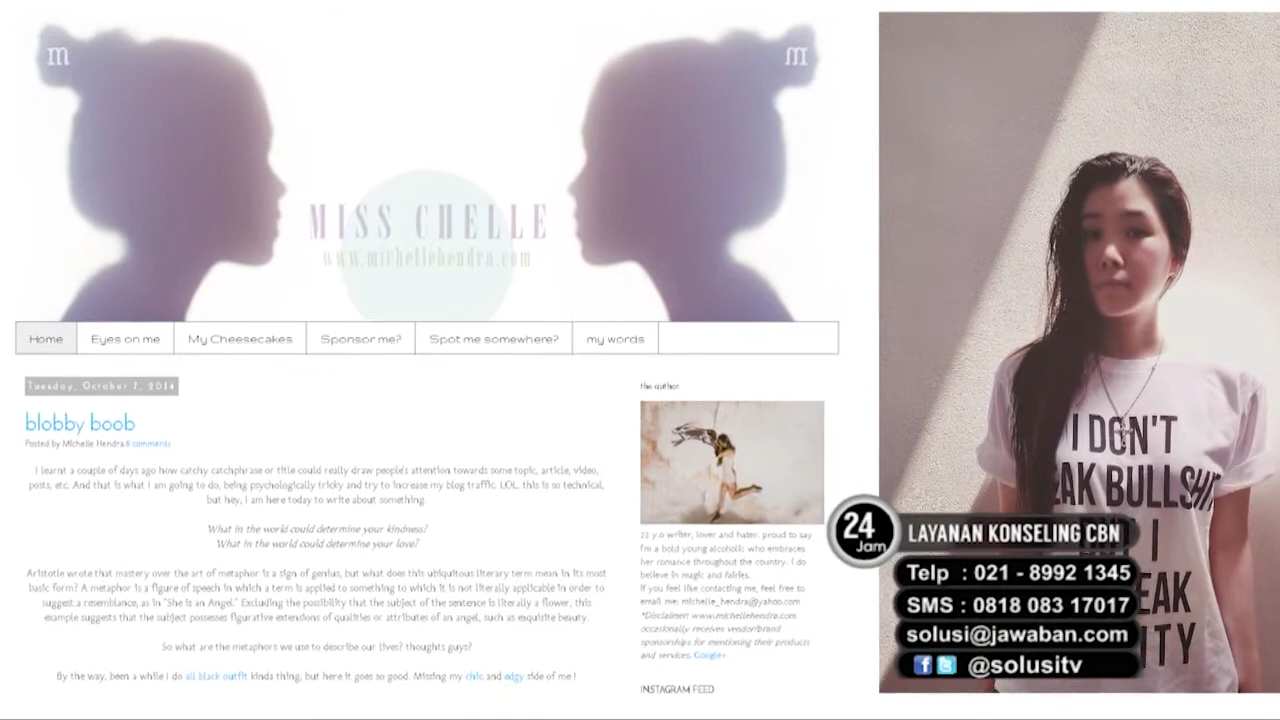 m
m
MISS CHELLE
www.michellehendra.com
Home
Eyes on me
My Cheesecakes
Sponsor me?
Spot me somewhere?
my words
Tuesday, October 7, 2014
blobby boob
Posted by Michelle Hendra 8 comments
I learnt a couple of days ago how catchy catchphrase or title could really draw people's attention towards some topic, article, video,
posts, etc. And that is what I am going to do, being psychologically tricky and try to increase my blog traffic. LOL. this is so technical,
but hey, I am here today to write about something.
What in the world could determine your kindness?
What in the world could determine your love?
Aristotle wrote that mastery over the art of metaphor is a sign of genius, but what does this ubiquitous literary term mean in its most
basic form? A metaphor is a figure of speech in which a term is applied to something to which it is not literally applicable in order to
suggest a resemblance, as in "She is an Angel." Excluding the possibility that the subject of the sentence is literally a flower, this
example suggests that the subject possesses figurative extensions of qualities or attributes of an angel, such as exquisite beauty.
So what are the metaphors we use to describe our lives? thoughts guys?
By the way, been a while I do all black outfit kinda thing, but here it goes so good. Missing my chic and edgy side of me!
the author
22 y.o writer, lover and hater. proud to say
I'm a bold young alcoholic who embraces
her romance throughout the country. I do
believe in magic and fairies.
If you feel like contacting me, feel free to
email me: michelle_hendra@yahoo.com
*Disclaimer: www.michellehendra.com
occasionally receives vendor/brand
sponsorships for mentioning their products
and services. Google+
INSTAGRAM FEED
I DON'T
EAK BULLSHIT
I
EAK
ITY
24
Jam
LAYANAN KONSELING CBN
Telp : 021 - 8992 1345
SMS : 0818 083 17017
solusi@jawaban.com
f
@solusitv